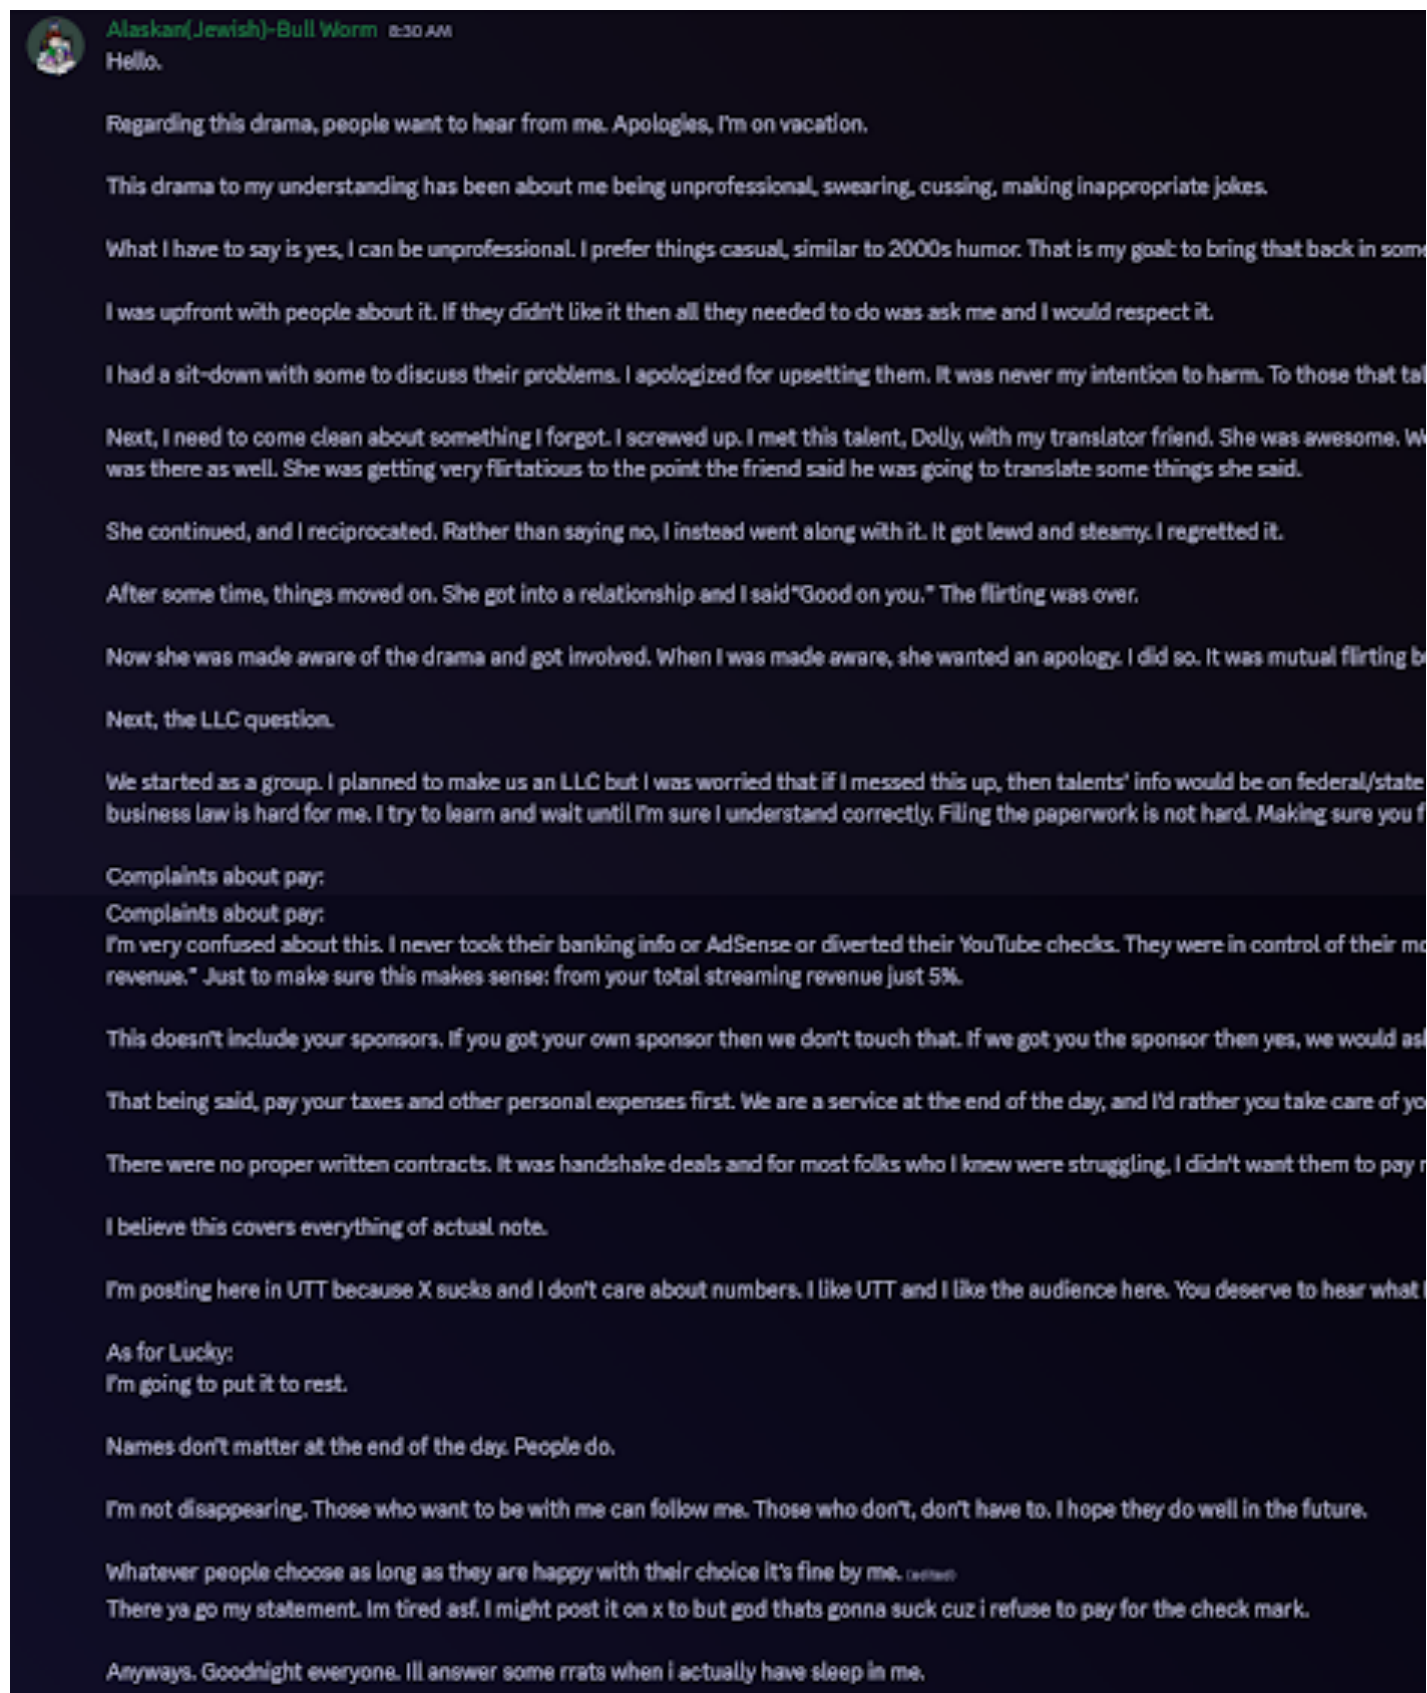 Alaskan(Jewish)-Bull Worm 8:30 AM
Hello.
Regarding this drama, people want to hear from me. Apologies, I'm on vacation.
This drama to my understanding has been about me being unprofessional, swearing, cussing, making inappropriate jokes.
What I have to say is yes, I can be unprofessional. I prefer things casual, similar to 2000s humor. That is my goal: to bring that back in some
I was upfront with people about it. If they didn't like it then all they needed to do was ask me and I would respect it.
I had a sit-down with some to discuss their problems. I apologized for upsetting them. It was never my intention to harm. To those that tal
Next, I need to come clean about something I forgot. I screwed up. I met this talent, Dolly, with my translator friend. She was awesome. We
was there as well. She was getting very flirtatious to the point the friend said he was going to translate some things she said.
She continued, and I reciprocated. Rather than saying no, I instead went along with it. It got lewd and steamy. I regretted it.
After some time, things moved on. She got into a relationship and I said "Good on you." The flirting was over.
Now she was made aware of the drama and got involved. When I was made aware, she wanted an apology. I did so. It was mutual flirting b
Next, the LLC question.
We started as a group. I planned to make us an LLC but I was worried that if I messed this up, then talents' info would be on federal/state
business law is hard for me. I try to learn and wait until I'm sure I understand correctly. Filing the paperwork is not hard. Making sure you f
Complaints about pay:
Complaints about pay:
I'm very confused about this. I never took their banking info or AdSense or diverted their YouTube checks. They were in control of their mo
revenue." Just to make sure this makes sense: from your total streaming revenue just 5%.
This doesn't include your sponsors. If you got your own sponsor then we don't touch that. If we got you the sponsor then yes, we would ask
That being said, pay your taxes and other personal expenses first. We are a service at the end of the day, and I'd rather you take care of yo
There were no proper written contracts. It was handshake deals and for most folks who I knew were struggling, I didn't want them to pay
I believe this covers everything of actual note.
I'm posting here in UTT because X sucks and I don't care about numbers. I like UTT and I like the audience here. You deserve to hear what
As for Lucky:
I'm going to put it to rest.
Names don't matter at the end of the day. People do.
I'm not disappearing. Those who want to be with me can follow me. Those who don't, don't have to. I hope they do well in the future.
Whatever people choose as long as they are happy with their choice it's fine by me. (edited)
There ya go my statement. Im tired asf. I might post it on x to but god thats gonna suck cuz i refuse to pay for the check mark.
Anyways. Goodnight everyone. Ill answer some rrats when i actually have sleep in me.